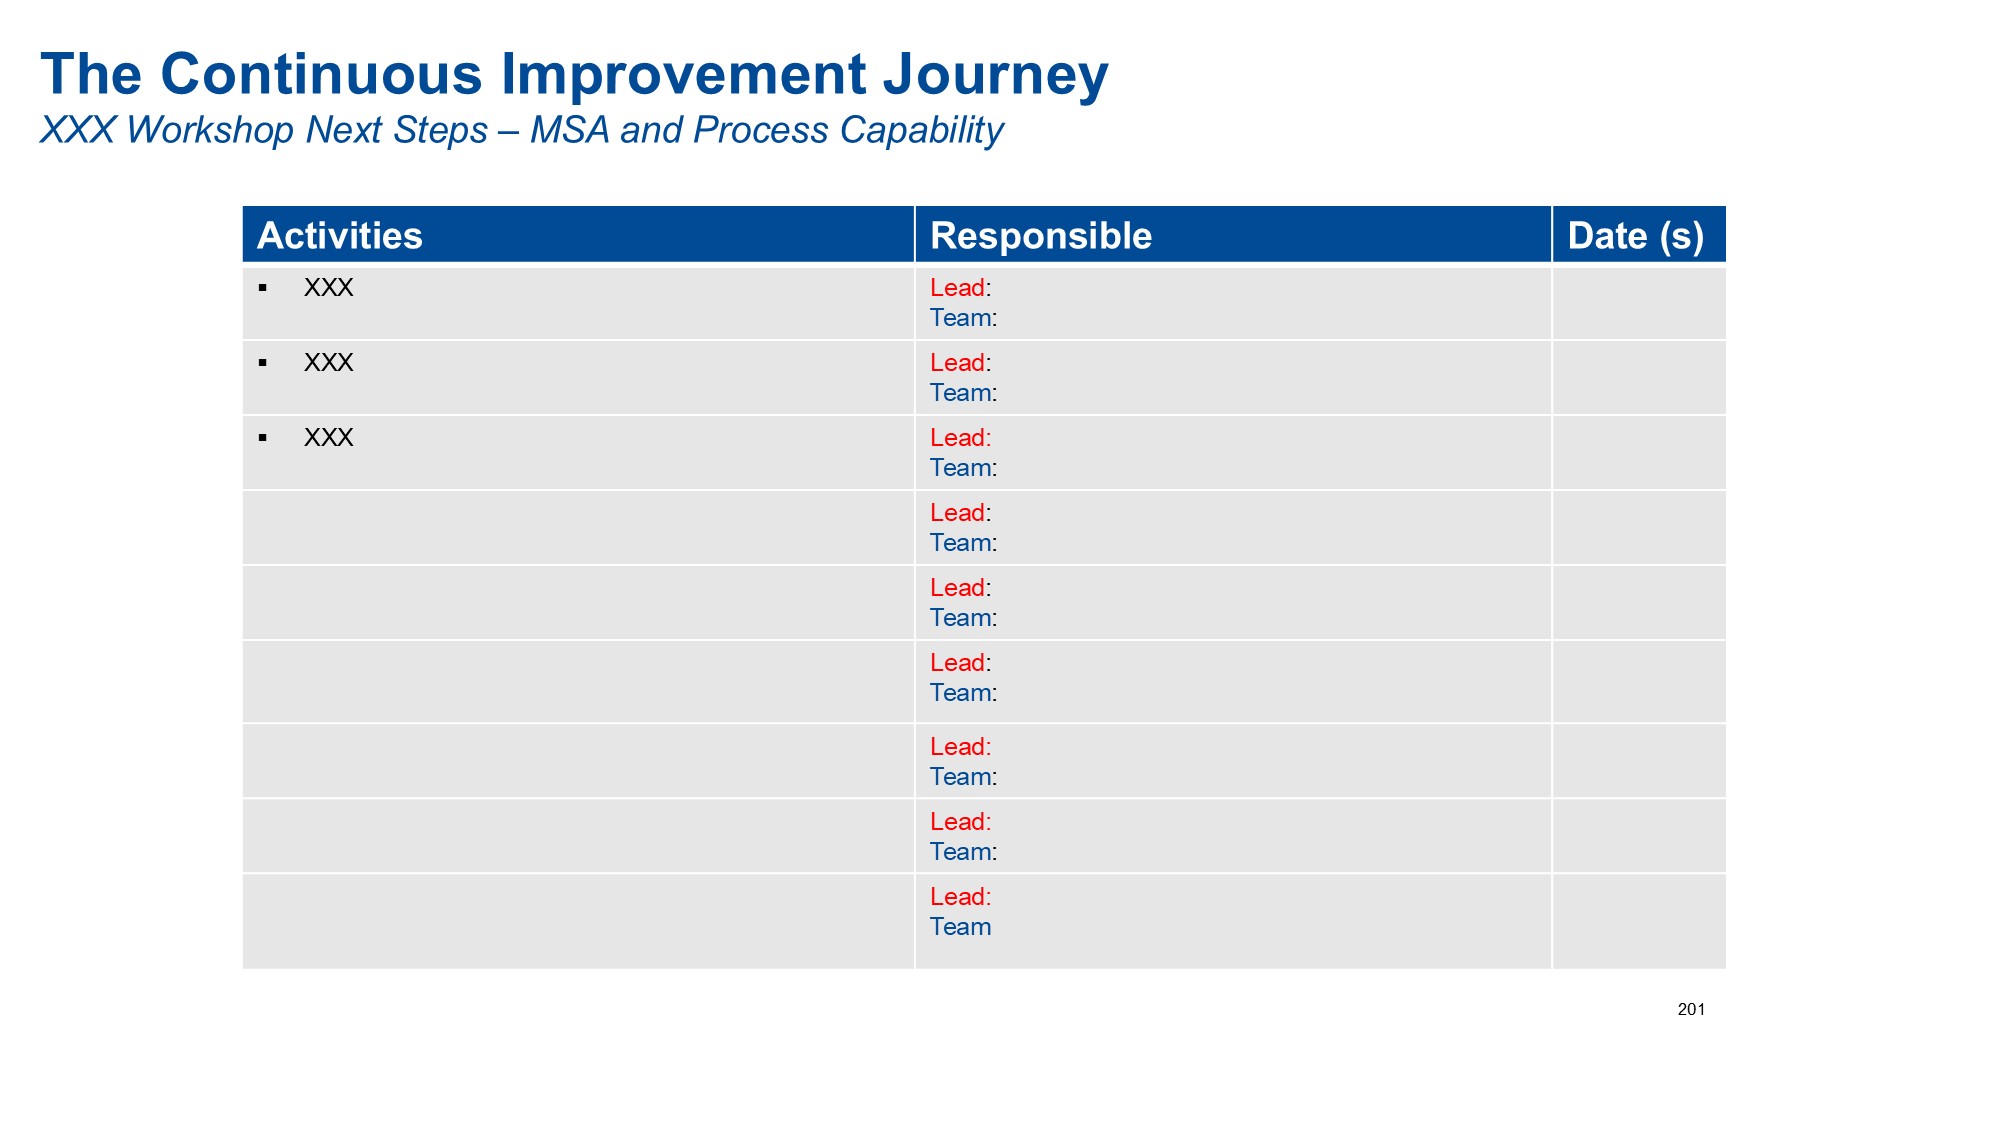 The Continuous Improvement Journey
XXX Workshop Next Steps – MSA and Process Capability
Activities Responsible Date (s)
▪ XXX Lead:
Team:
▪ XXX Lead:
Team:
▪ XXX Lead:
Team:
Lead:
Team:
Lead:
Team:
Lead:
Team:
Lead:
Team:
Lead:
Team:
Lead:
Team
201